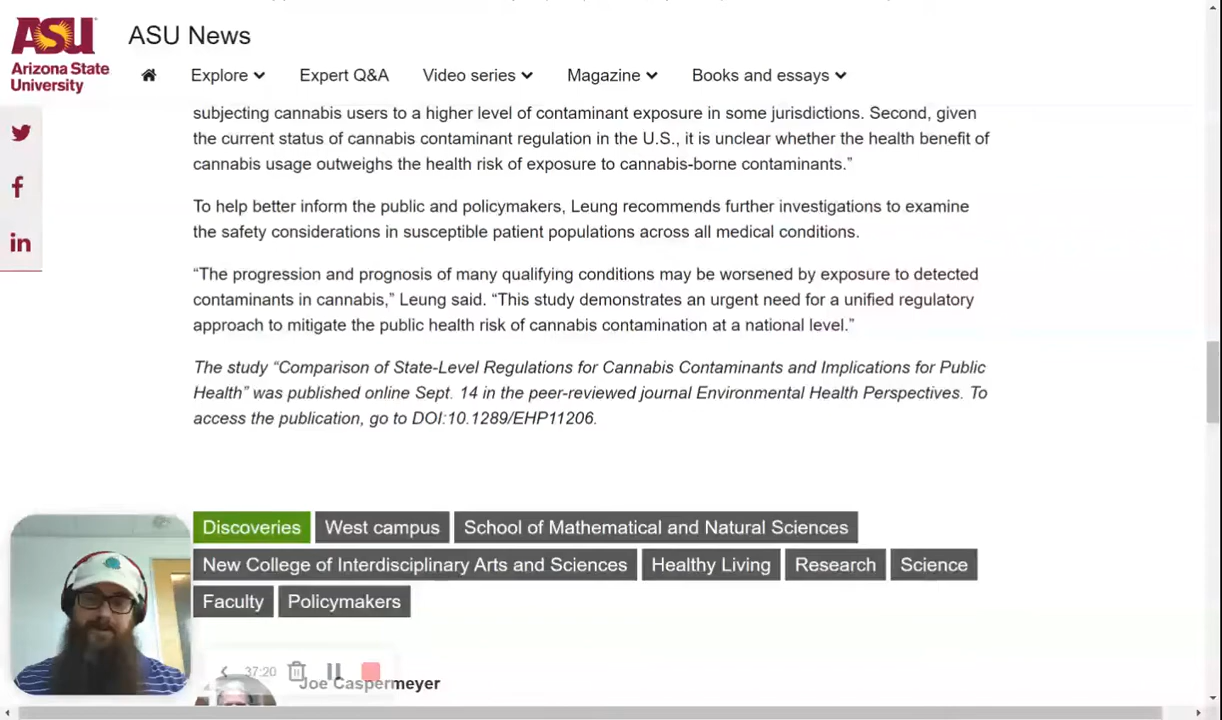 ASU
Arizona State
University
ASU News
Explore
Expert Q&A
Video series
Magazine
Books and essays
subjecting cannabis users to a higher level of contaminant exposure in some jurisdictions. Second, given
the current status of cannabis contaminant regulation in the U.S., it is unclear whether the health benefit of
cannabis usage outweighs the health risk of exposure to cannabis-borne contaminants.”
To help better inform the public and policymakers, Leung recommends further investigations to examine
the safety considerations in susceptible patient populations across all medical conditions.
“The progression and prognosis of many qualifying conditions may be worsened by exposure to detected
contaminants in cannabis,” Leung said. “This study demonstrates an urgent need for a unified regulatory
approach to mitigate the public health risk of cannabis contamination at a national level.”
The study “Comparison of State-Level Regulations for Cannabis Contaminants and Implications for Public
Health” was published online Sept. 14 in the peer-reviewed journal Environmental Health Perspectives. To
access the publication, go to DOI:10.1289/EHP11206.
Discoveries
West campus
School of Mathematical and Natural Sciences
New College of Interdisciplinary Arts and Sciences
Healthy Living
Research
Science
Faculty
Policymakers
37:20
Joe Caspermeyer